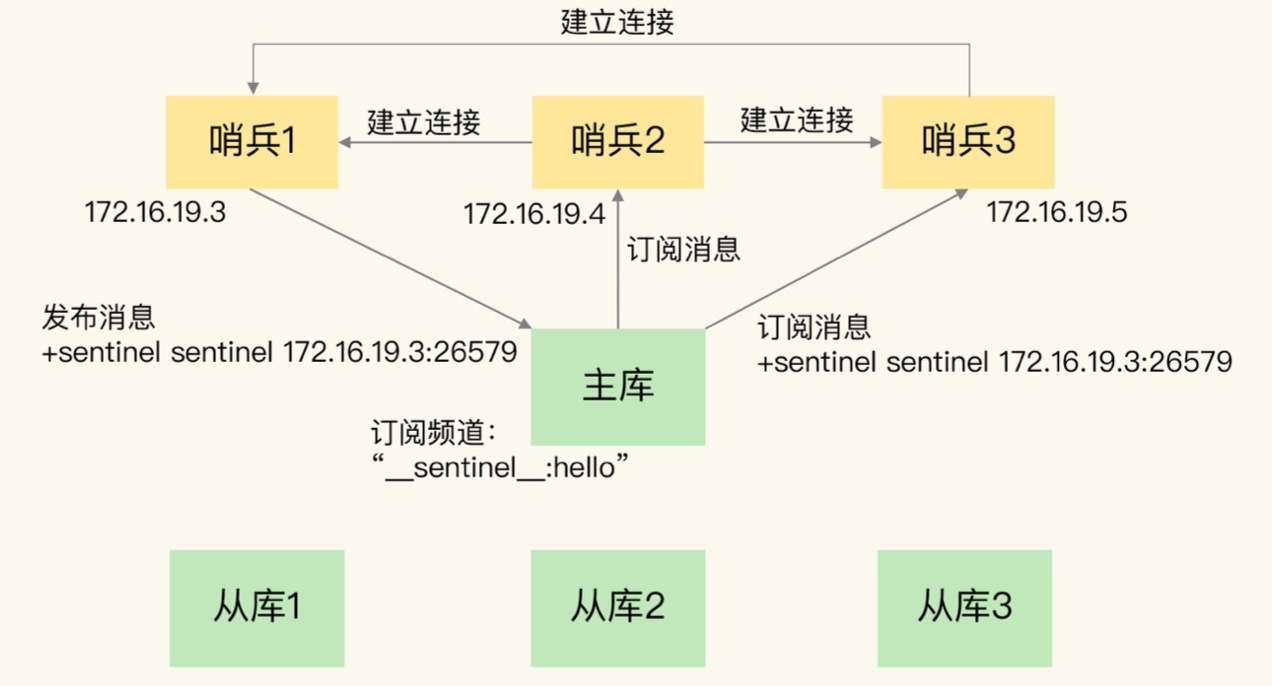 建立连接
哨兵1
建立连接
哨兵2
建立连接
哨兵3
172.16.19.3
172.16.19.4
172.16.19.5
订阅消息
发布消息
+sentinel sentinel 172.16.19.3:26579
订阅消息
+sentinel sentinel 172.16.19.3:26579
主库
订阅频道：
“__sentinel__:hello”
从库1
从库2
从库3